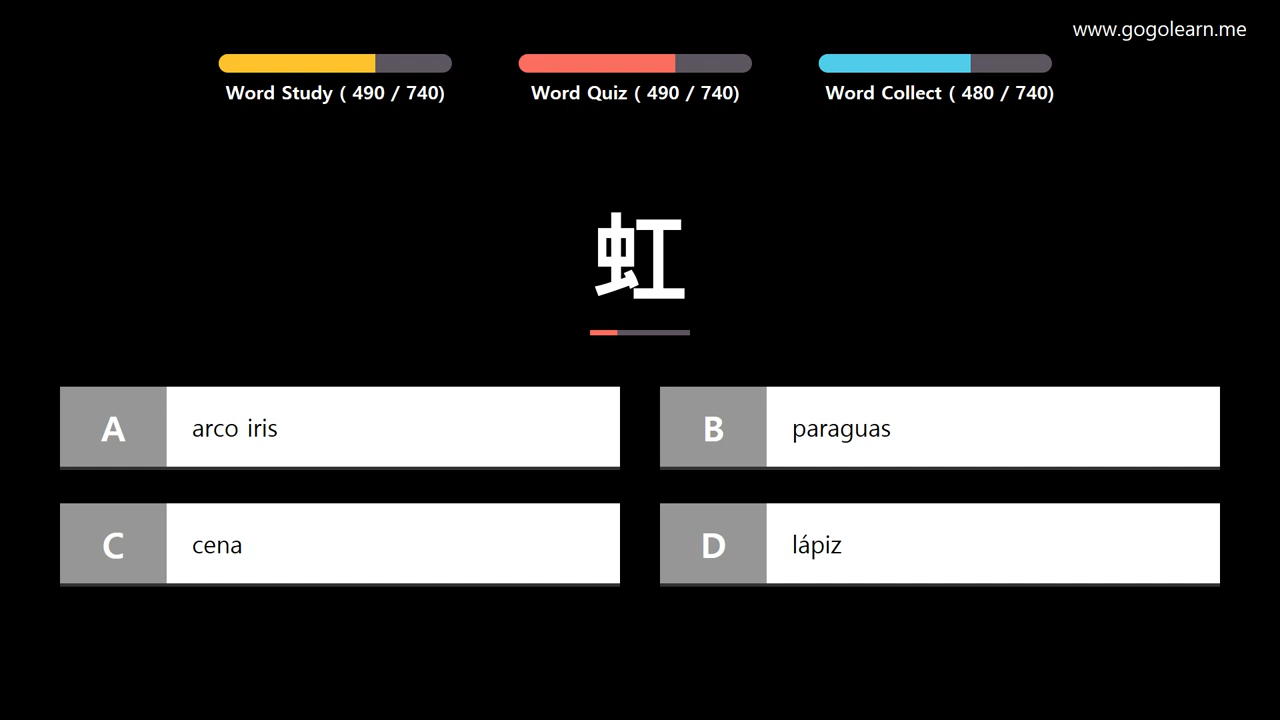 www.gogolearn.me
Word Study ( 490 / 740) Word Quiz ( 490 / 740) Word Collect ( 480 / 740)
虹
A arco iris
B paraguas
C cena
D lápiz